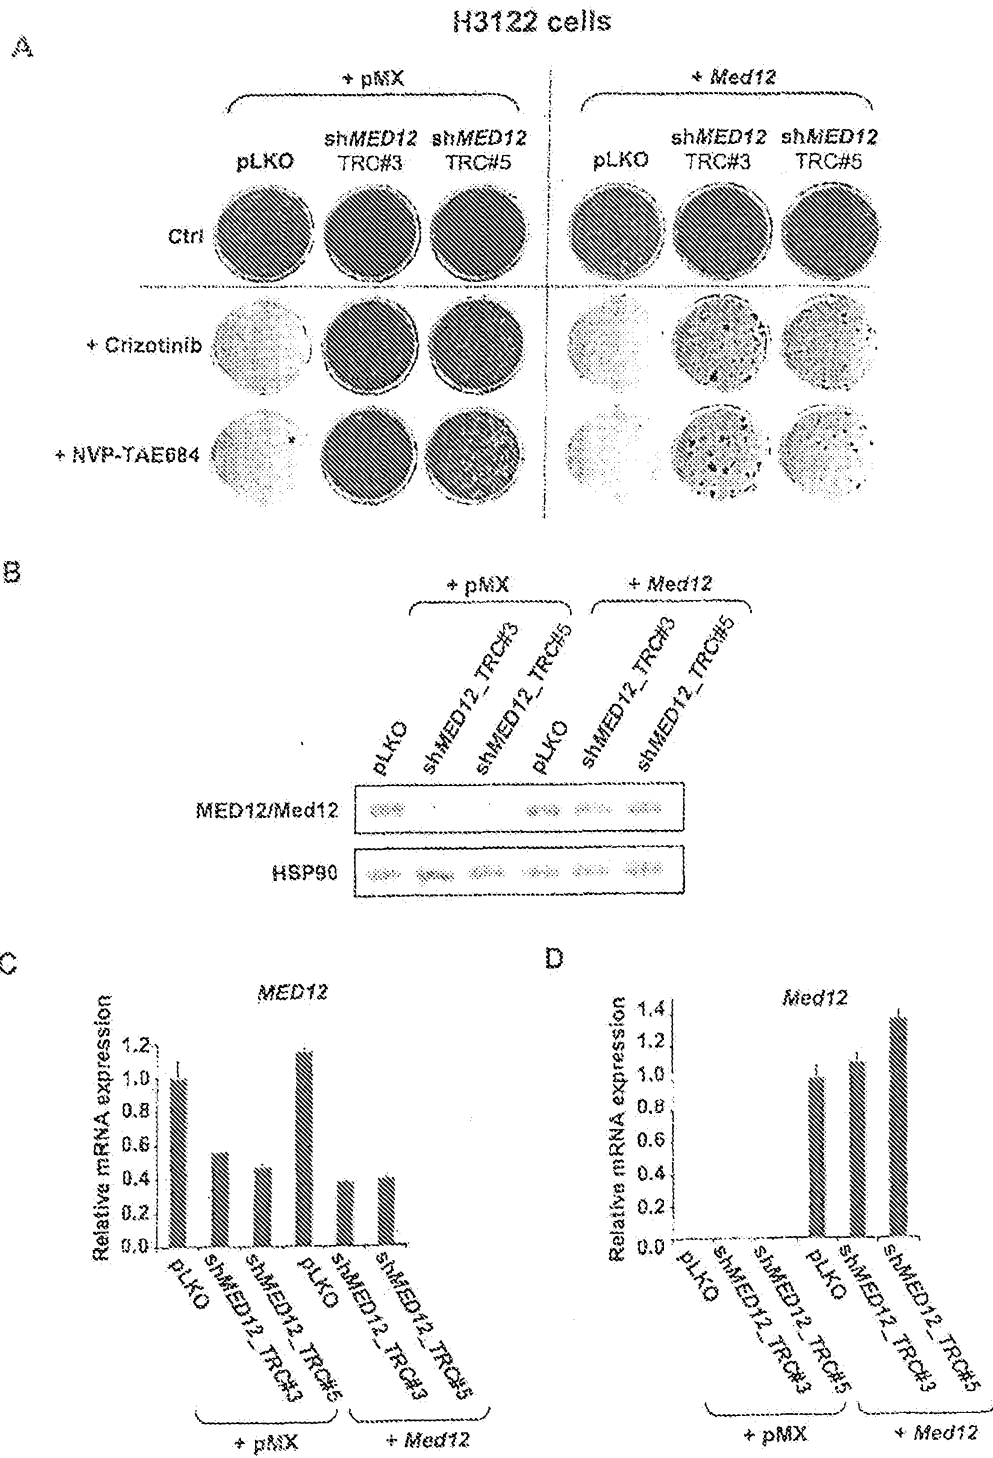 H3122 cells
A
+ pMX
+ Med12
pLKO
shMED12
TRC#3
shMED12
TRC#5
pLKO
shMED12
TRC#3
shMED12
TRC#5
Ctrl
+ Crizotinib
+ NVP-TAE684
B
+ pMX
+ Med12
pLKO
shMED12_TRC#3
shMED12_TRC#5
pLKO
shMED12_TRC#3
shMED12_TRC#5
MED12/Med12
HSP90
C
MED12
Relative mRNA expression
1.2
1.0
0.8
0.6
0.4
0.2
0.0
pLKO
shMED12_TRC#3
shMED12_TRC#5
pLKO
shMED12_TRC#3
shMED12_TRC#5
+ pMX
+ Med12
D
Med12
Relative mRNA expression
1.4
1.2
1.0
0.8
0.6
0.4
0.2
0.0
pLKO
shMED12_TRC#3
shMED12_TRC#5
pLKO
shMED12_TRC#3
shMED12_TRC#5
+ pMX
+ Med12